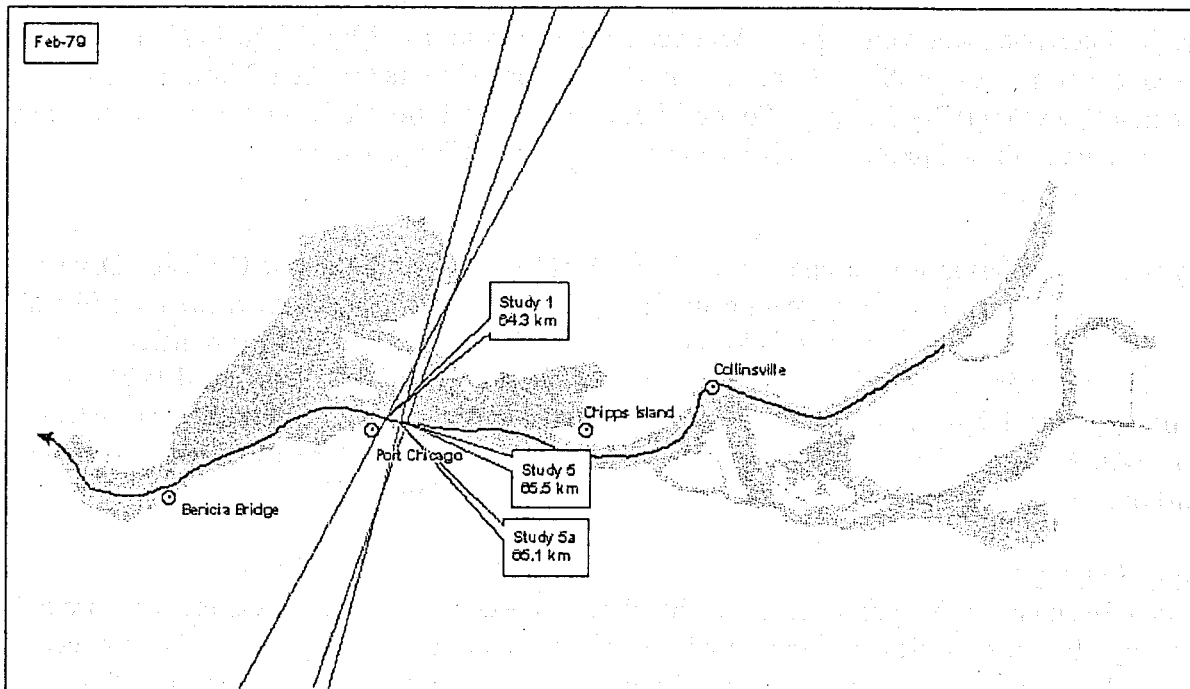 Feb-79
Study 1
64.3 km
Collinsville
Chipps Island
Port Chicago
Study 5
65.5 km
Benicia Bridge
Study 5a
65.1 km